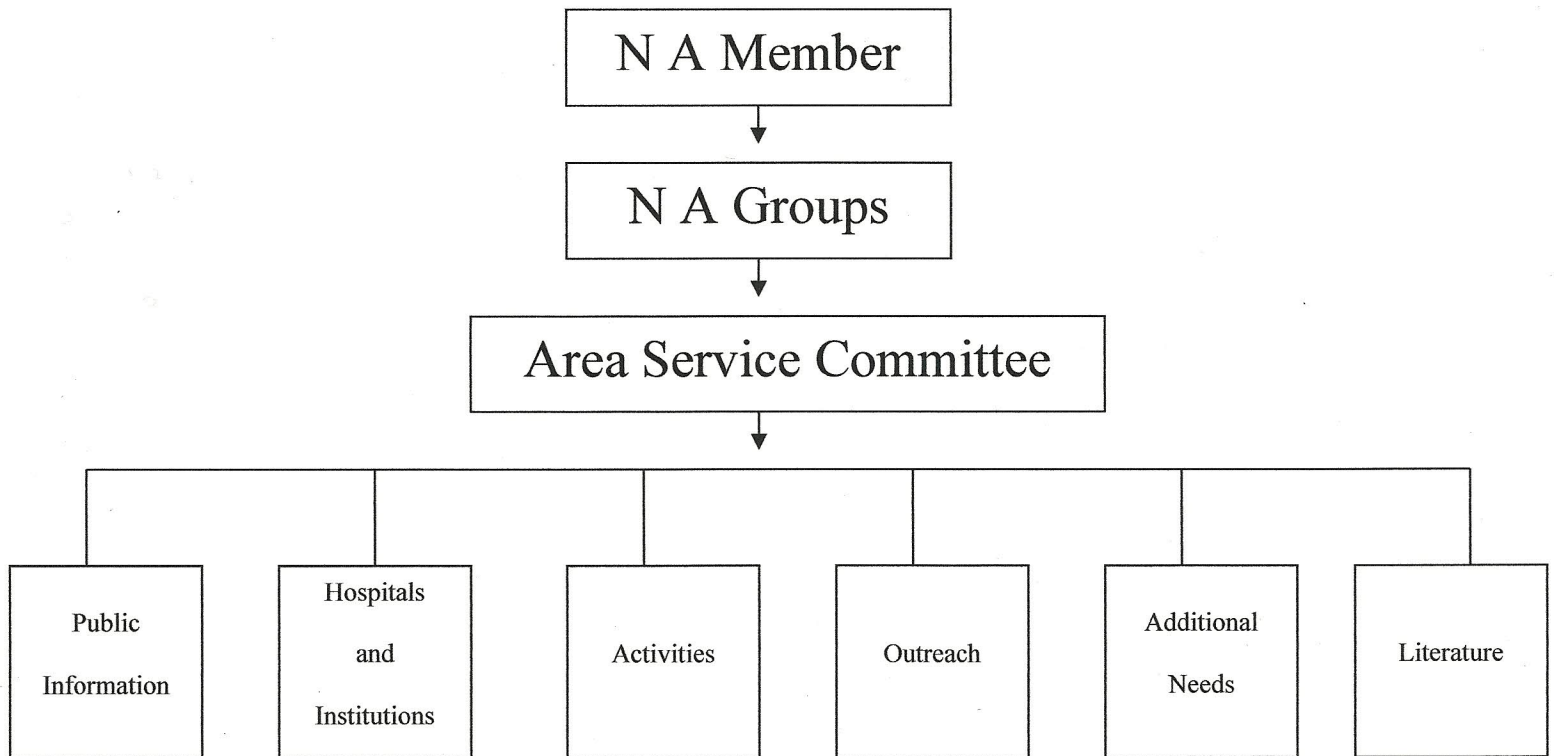 N A Member
N A Groups
Area Service Committee
Public
Information
Hospitals
and
Institutions
Activities
Outreach
Additional
Needs
Literature